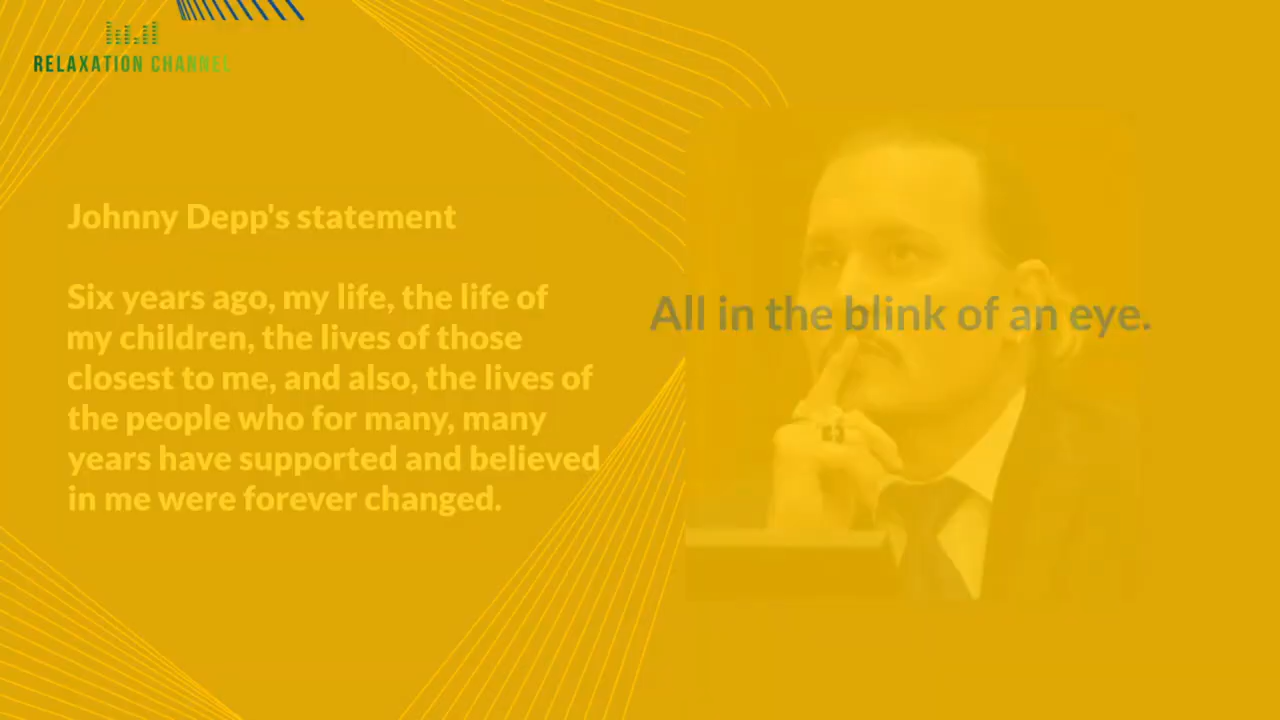 RELAXATION CHANNEL
Johnny Depp's statement
Six years ago, my life, the life of
my children, the lives of those
closest to me, and also, the lives of
the people who for many, many
years have supported and believed
in me were forever changed.
All in the blink of an eye.